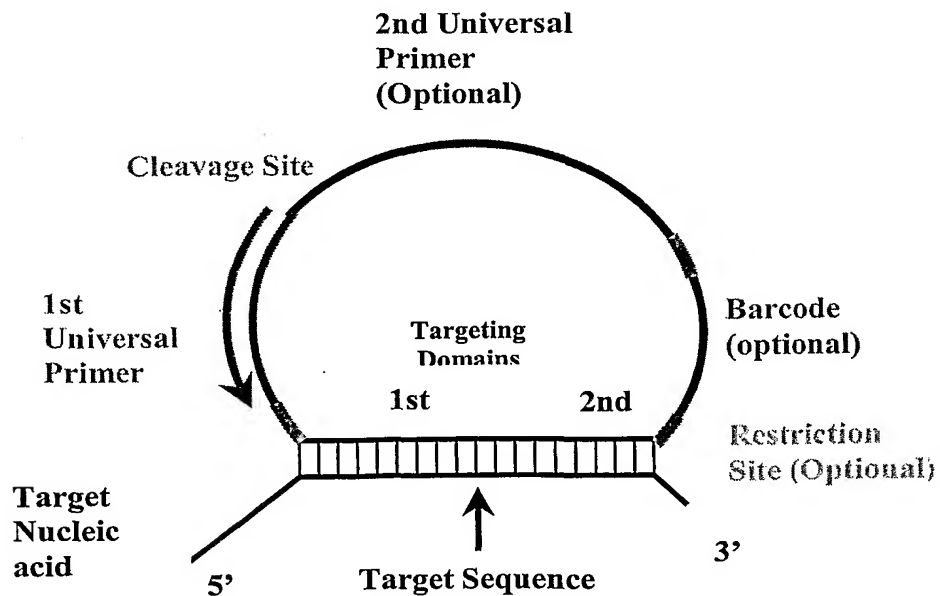 2nd Universal
Primer
(Optional)
Cleavage Site
1st
Universal
Primer
Targeting
Domains
Barcode
(optional)
1st
2nd
Restriction
Site (Optional)
Target
Nucleic
acid
5’
Target Sequence
3’